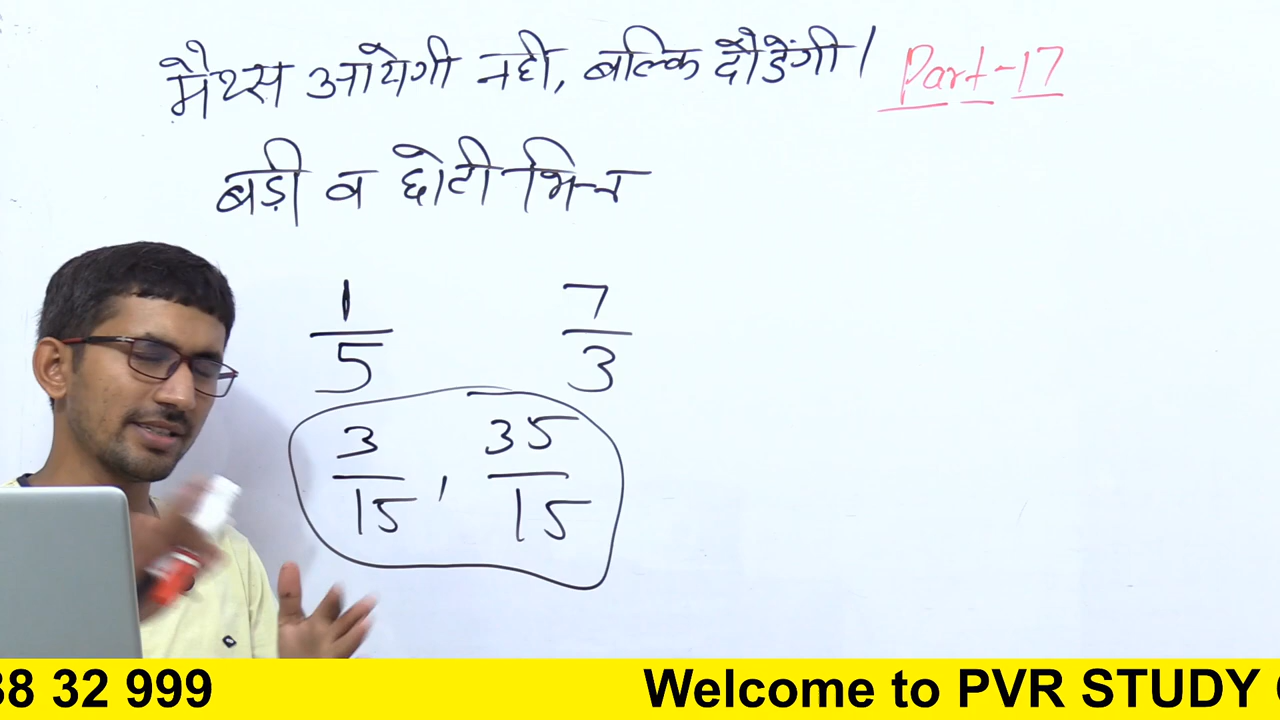 मैथ्स आयेगी नही, बल्कि दौडेंगी। Part-17
बड़ी व छोटी भिन्न
1/5 7/3
3/15 , 35/15
38 32 999 Welcome to PVR STUDY